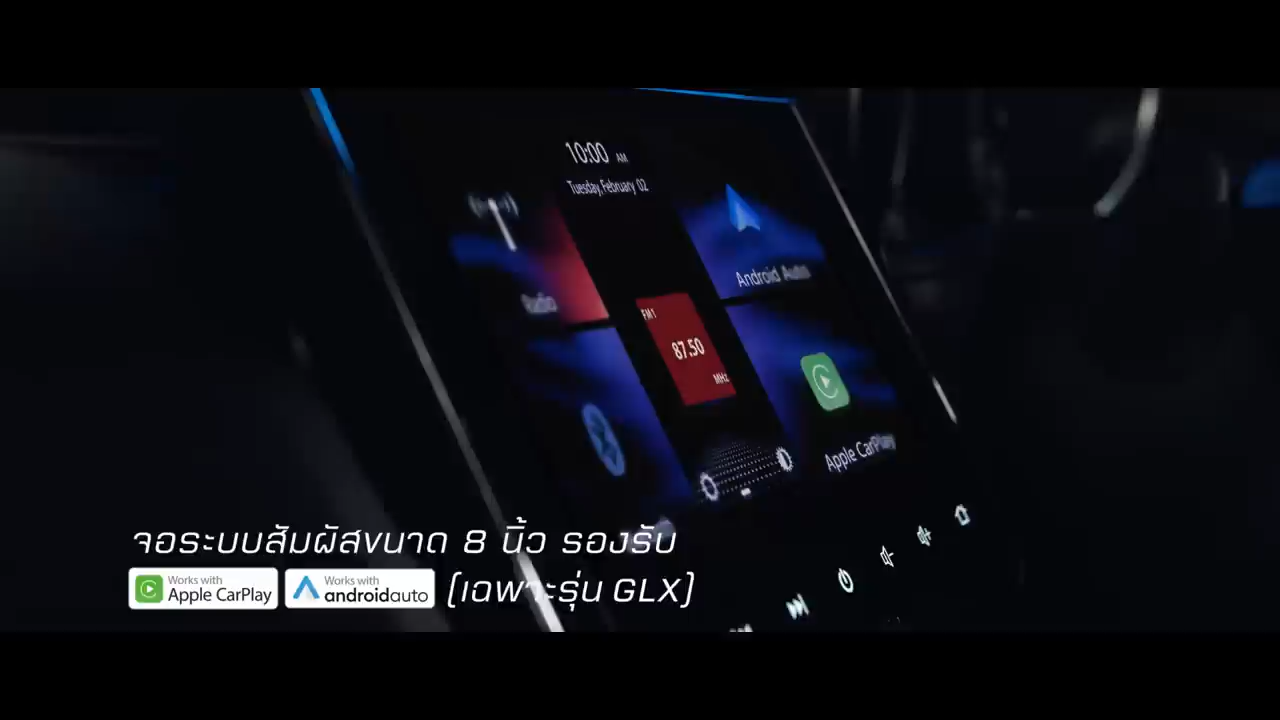 10:00 AM
Tuesday, February 02
Radio
Android Auto
FM1
87.50
MHz
Apple CarPlay
จอระบบสัมผัสขนาด 8 นิ้ว รองรับ
Works with Apple CarPlay Works with androidauto (เฉพาะรุ่น GLX)